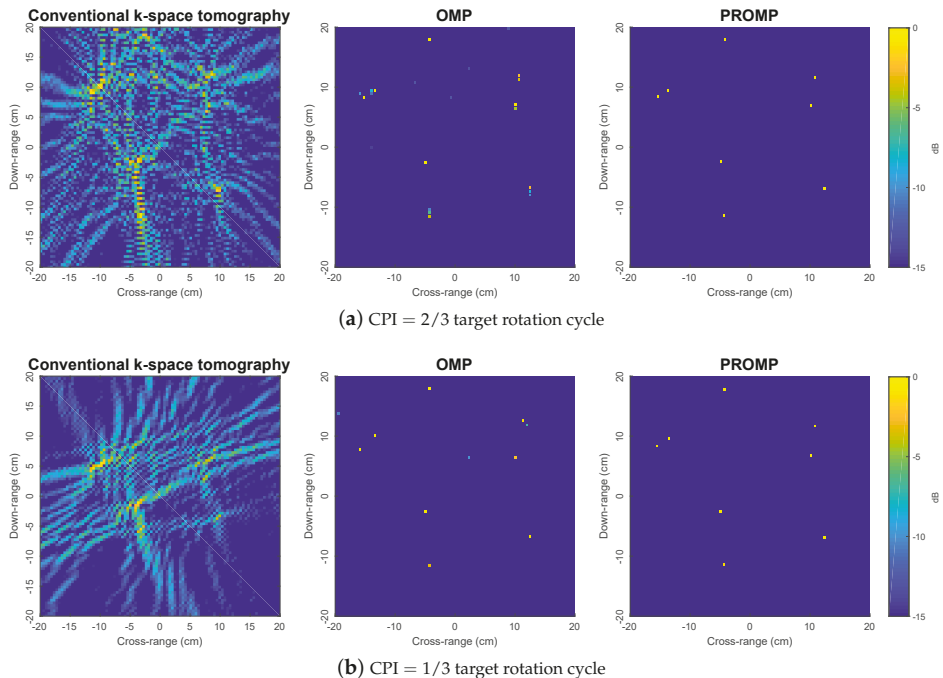 Conventional k-space tomography
OMP
PROMP
20
15
10
5
0
-5
-10
-15
-20
Down-range (cm)
-20 -15 -10 -5 0 5 10 15 20
Cross-range (cm)
20
10
0
-10
-20
Down-range (cm)
-20 -10 0 10 20
Cross-range (cm)
20
10
0
-10
-20
Down-range (cm)
-20 -10 0 10 20
Cross-range (cm)
0
-5
-10
-15
dB
(a) CPI = 2/3 target rotation cycle
Conventional k-space tomography
OMP
PROMP
20
15
10
5
0
-5
-10
-15
-20
Down-range (cm)
-20 -15 -10 -5 0 5 10 15 20
Cross-range (cm)
20
10
0
-10
-20
Down-range (cm)
-20 -10 0 10 20
Cross-range (cm)
20
10
0
-10
-20
Down-range (cm)
-20 -10 0 10 20
Cross-range (cm)
0
-5
-10
-15
dB
(b) CPI = 1/3 target rotation cycle